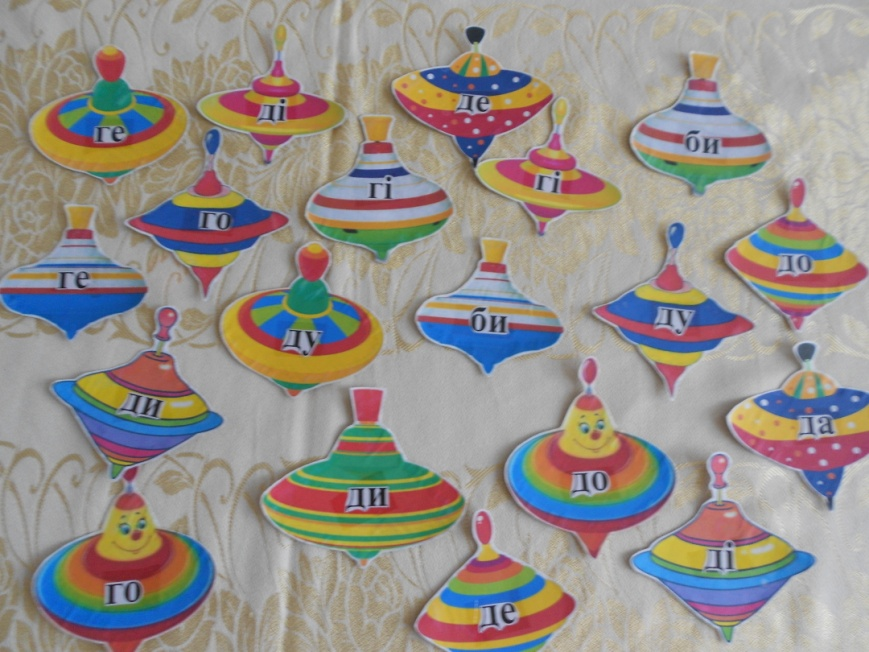 ге
ді
де
би
гі
гі
го
ге
до
ду
би
ду
ди
да
ди
до
ді
го
де